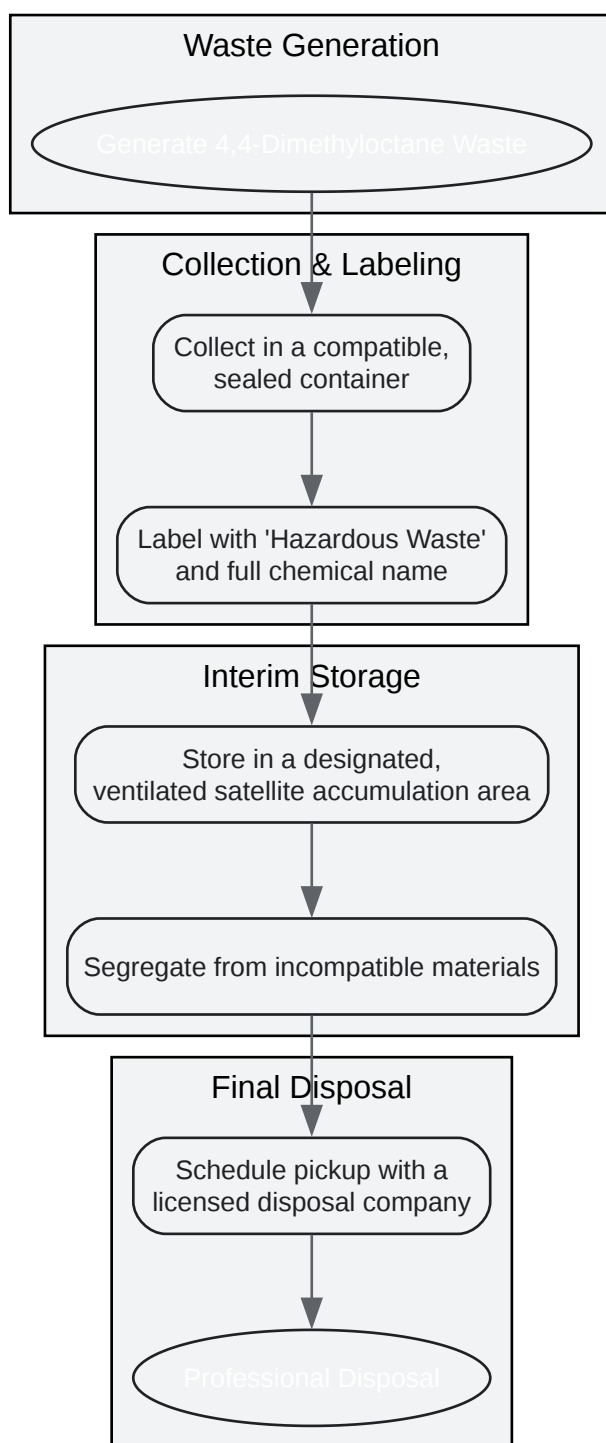 Waste Generation
Generate 4,4-Dimethyloctane Waste
Collection & Labeling
Collect in a compatible,
sealed container
Label with 'Hazardous Waste'
and full chemical name
Interim Storage
Store in a designated,
ventilated satellite accumulation area
Segregate from incompatible materials
Final Disposal
Schedule pickup with a
licensed disposal company
Professional Disposal